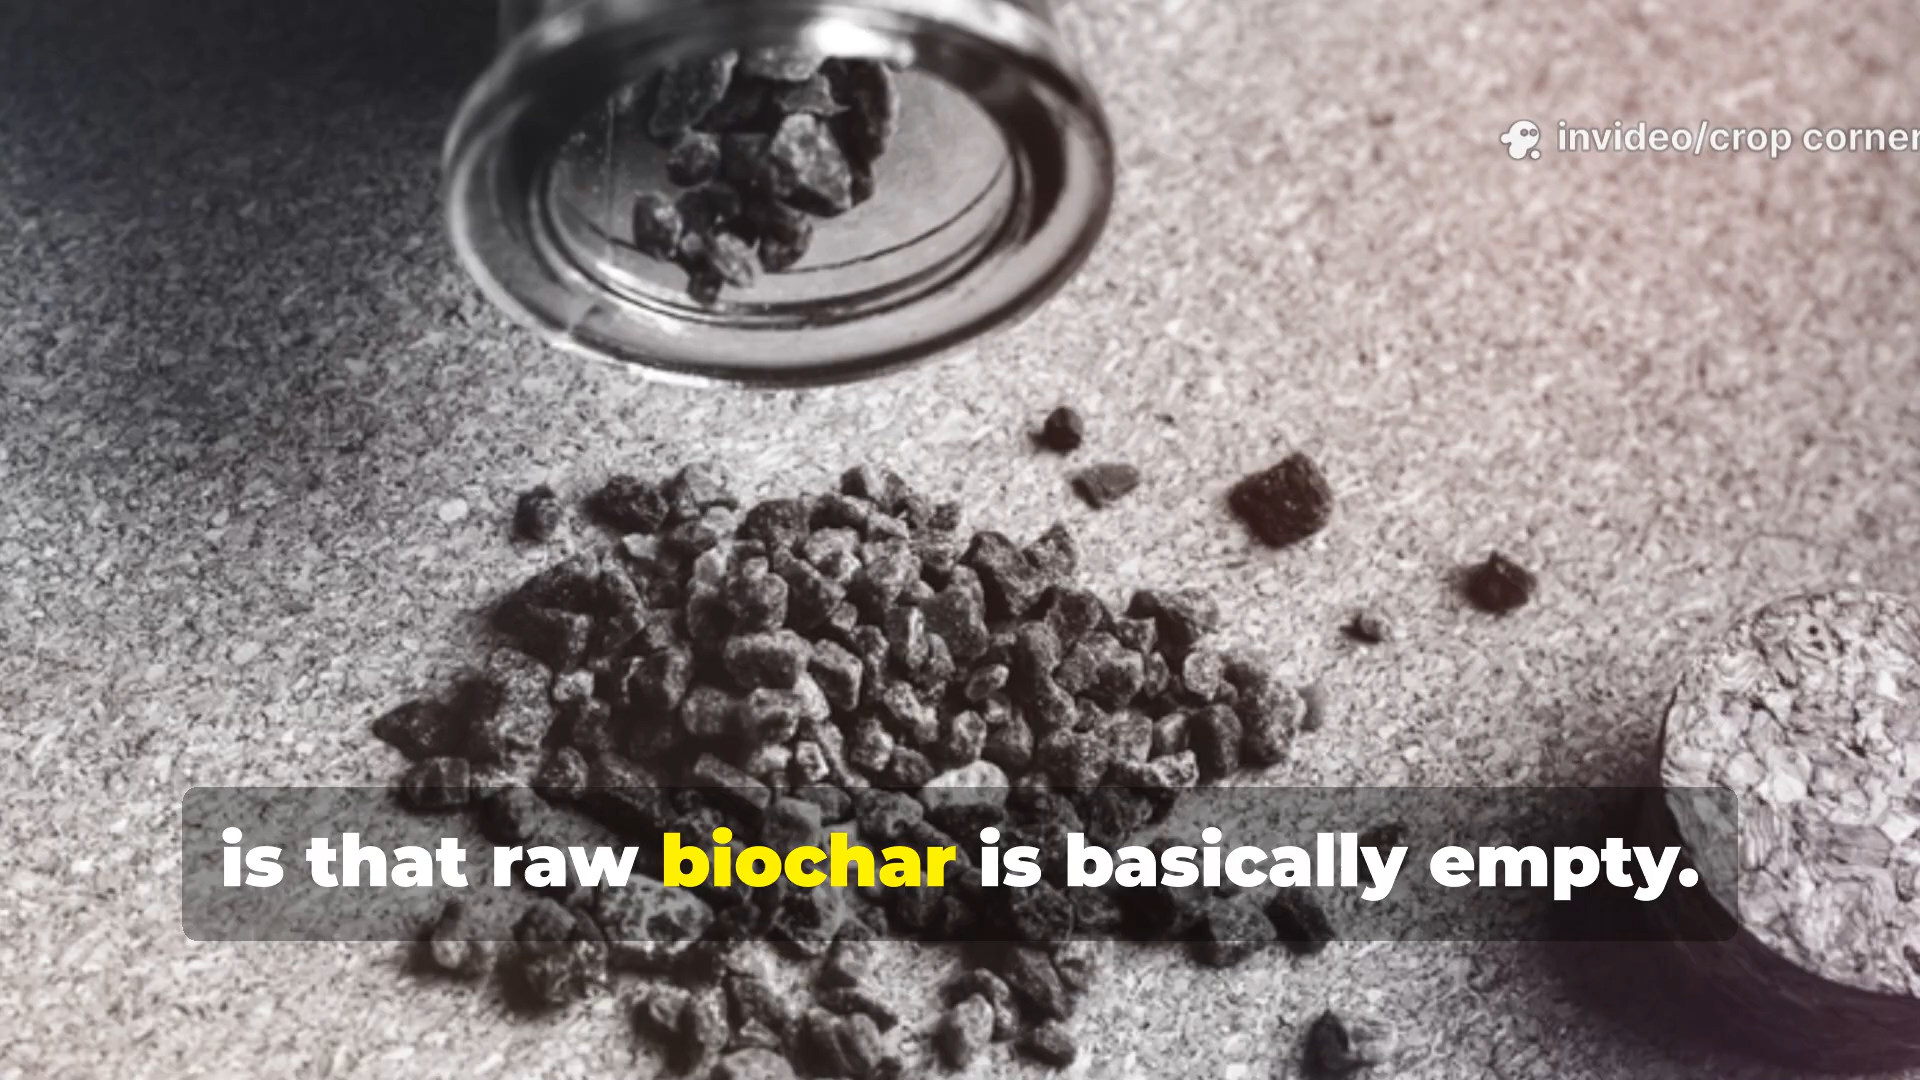 invideo/crop corner
is that raw biochar is basically empty.